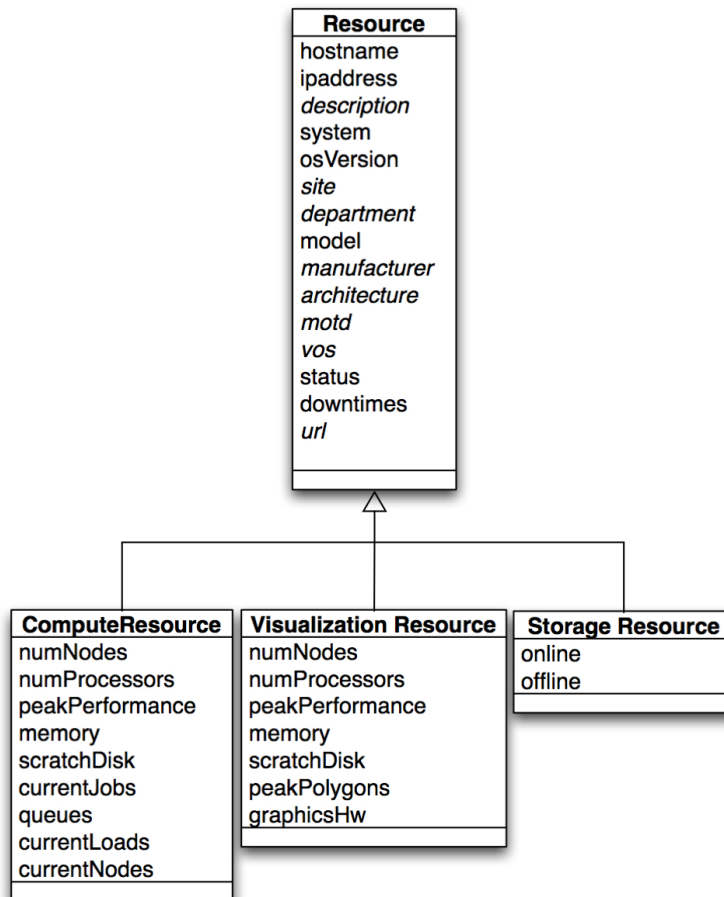 Resource
hostname
ipaddress
description
system
osVersion
site
department
model
manufacturer
architecture
motd
vos
status
downtimes
url
ComputeResource
numNodes
numProcessors
peakPerformance
memory
scratchDisk
currentJobs
queues
currentLoads
currentNodes
Visualization Resource
numNodes
numProcessors
peakPerformance
memory
scratchDisk
peakPolygons
graphicsHw
Storage Resource
online
offline